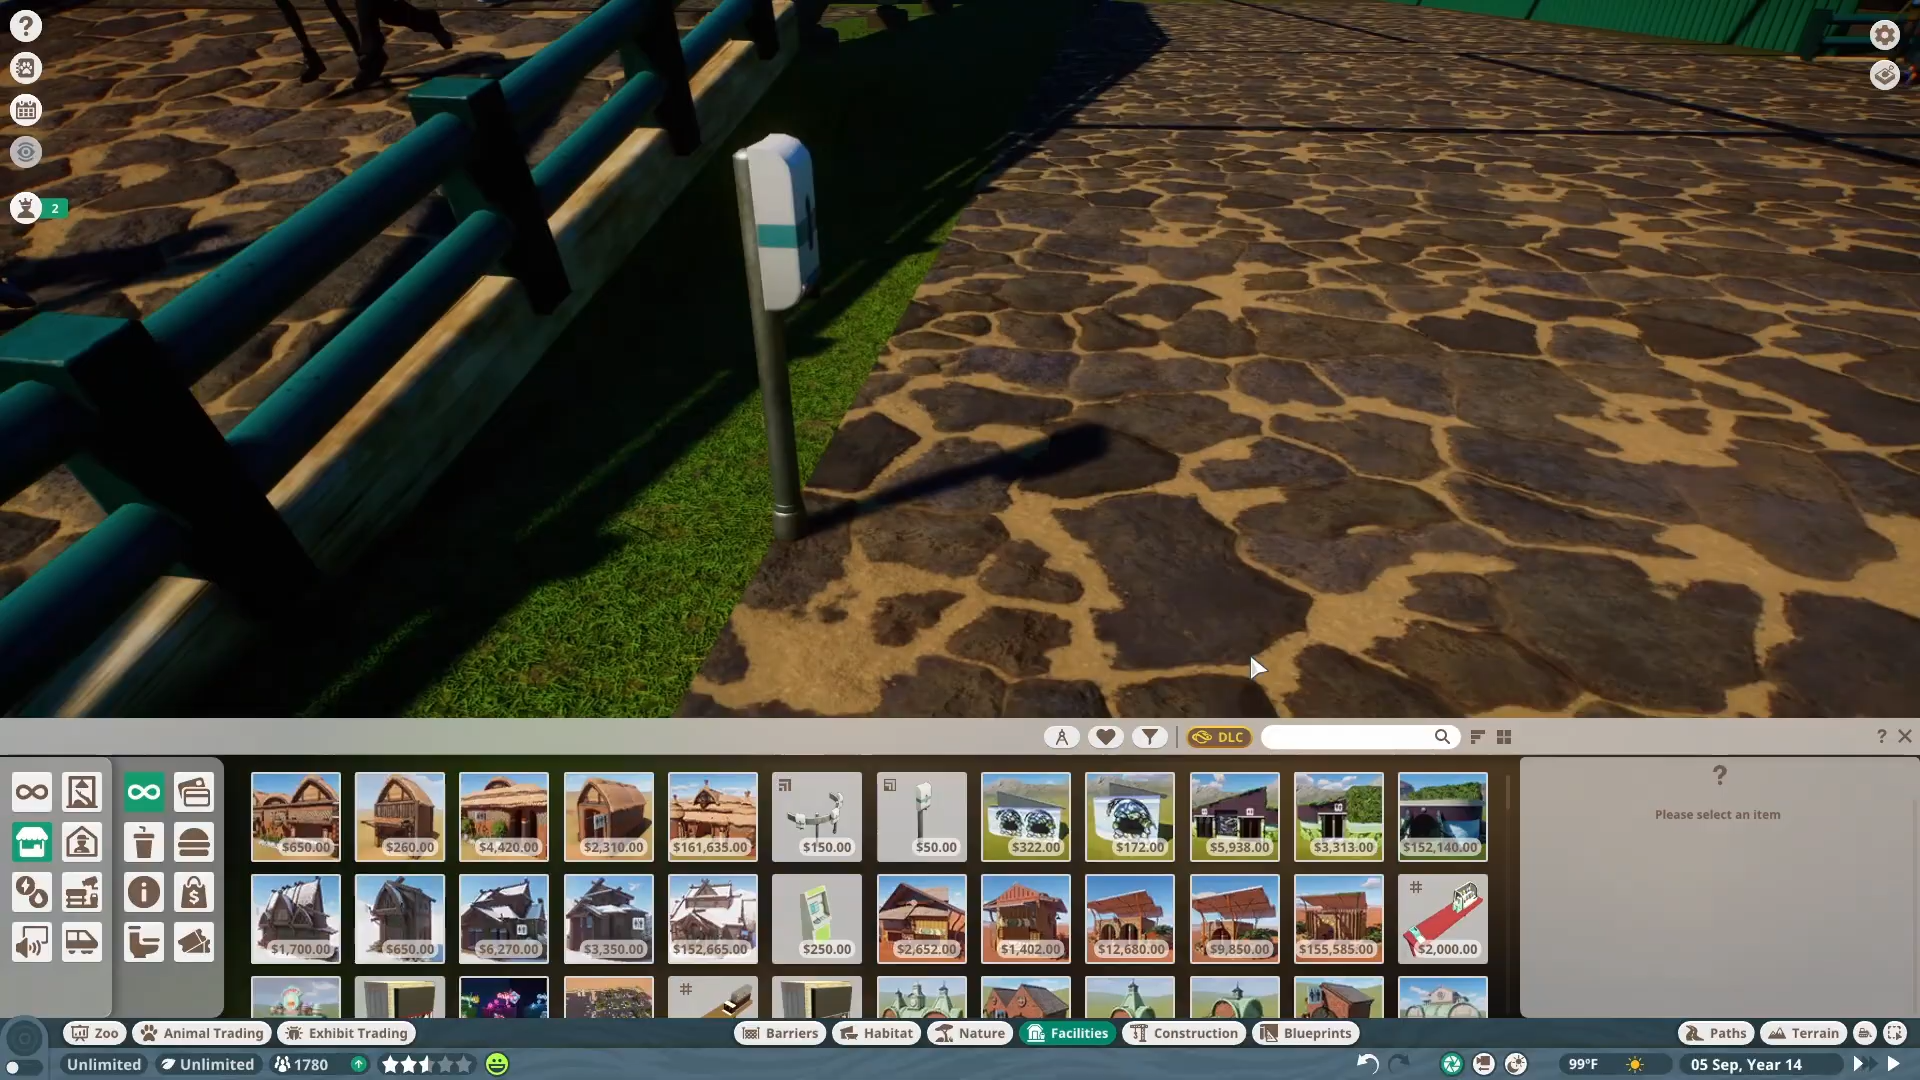 2
DLC
?
Please select an item
$650.00 $260.00 $4,420.00 $2,310.00 $161,635.00 $150.00 $50.00 $322.00 $172.00 $5,938.00 $3,313.00 $152,140.00
$1,700.00 $650.00 $6,270.00 $3,350.00 $152,665.00 $250.00 $2,652.00 $1,402.00 $12,680.00 $9,850.00 $155,585.00 $2,000.00
Zoo Animal Trading Exhibit Trading Barriers Habitat Nature Facilities Construction Blueprints Paths Terrain
Unlimited Unlimited 1780 99°F 05 Sep, Year 14